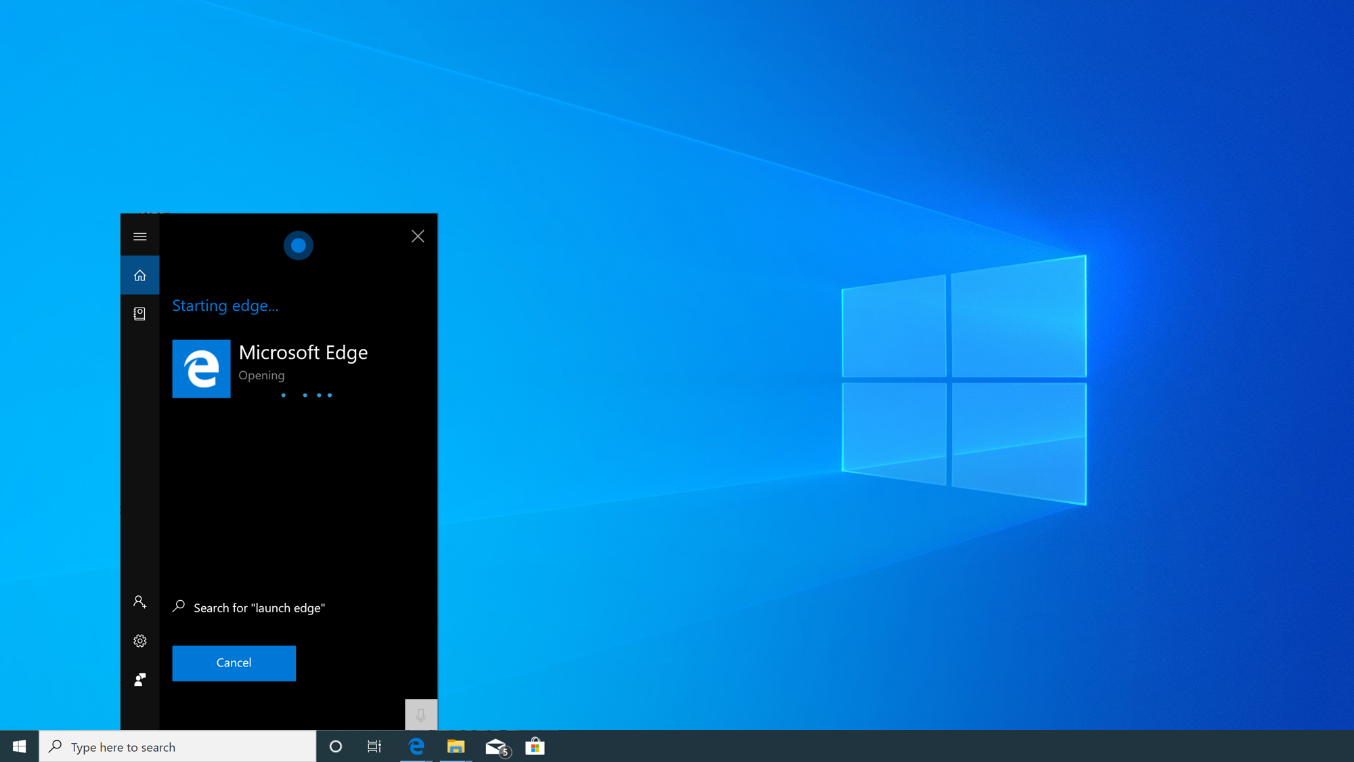 Starting edge...
Microsoft Edge
Opening
Search for "launch edge"
Cancel
Type here to search
5